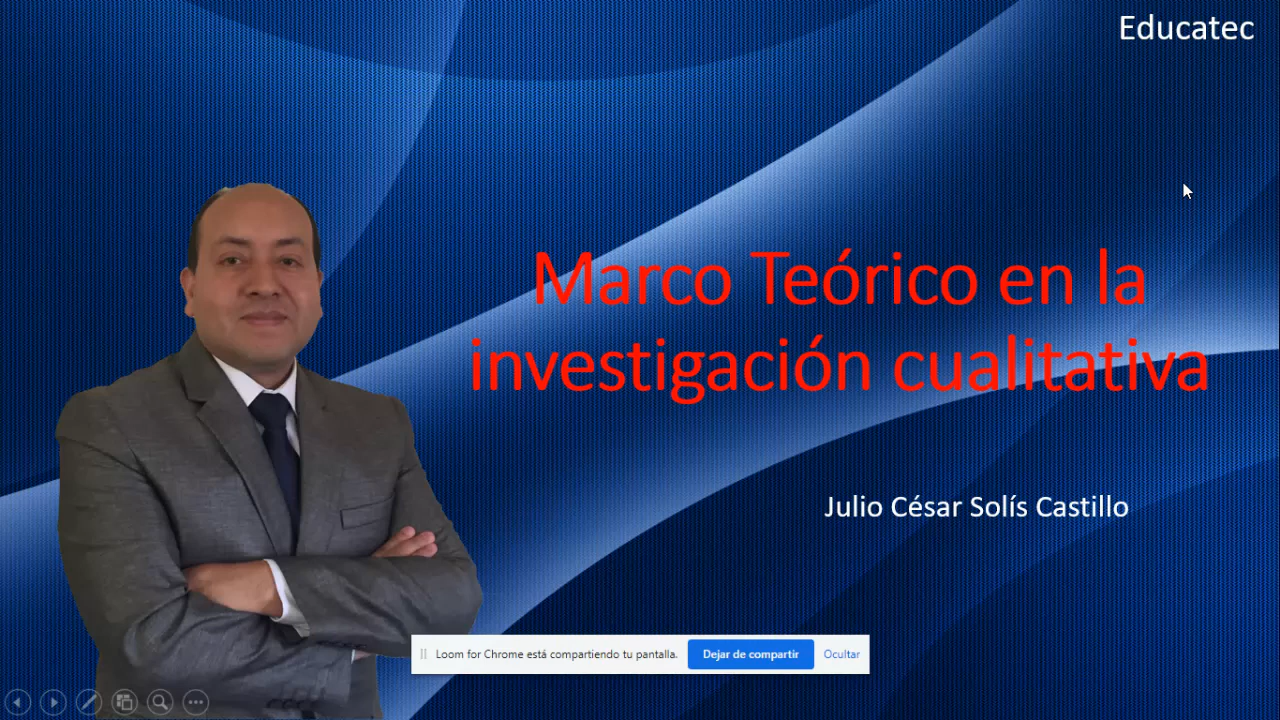 Educatec
Marco Teórico en la
investigación cualitativa
Julio César Solís Castillo
Loom for Chrome está compartiendo tu pantalla. Dejar de compartir Ocultar